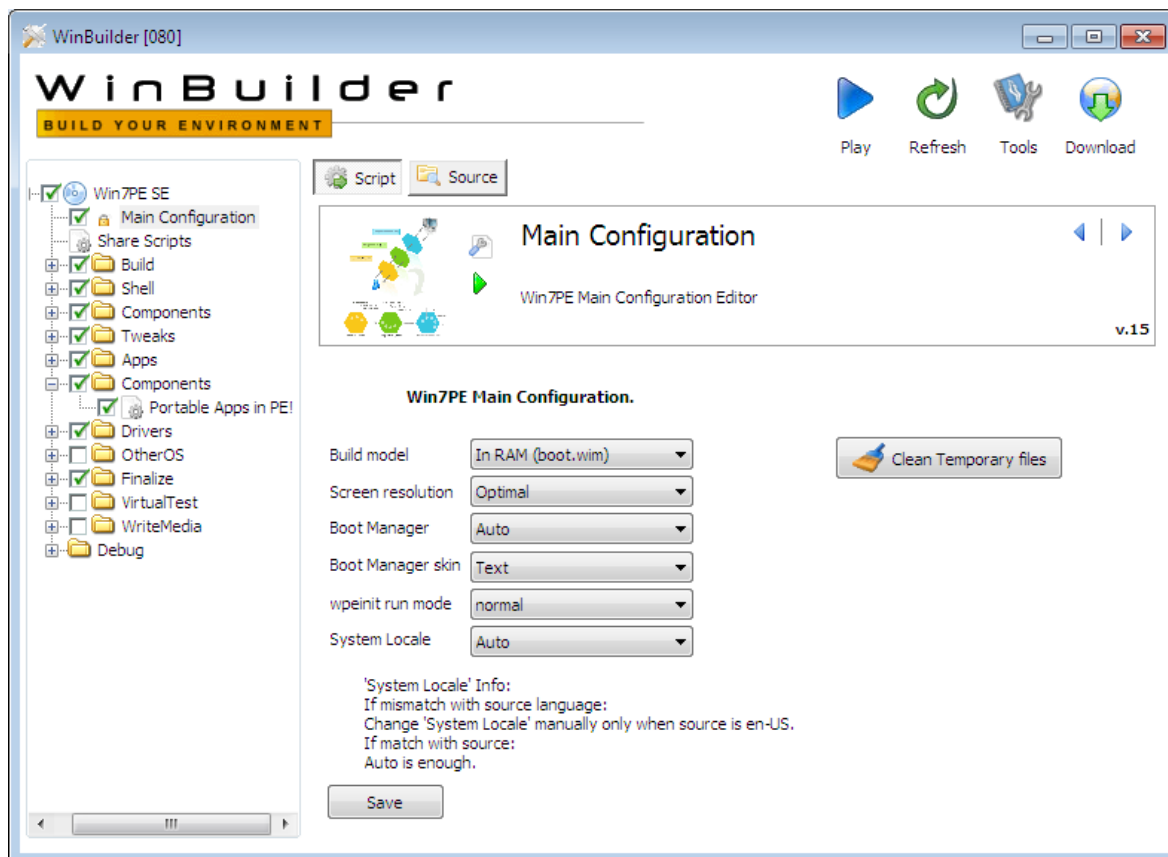 WinBuilder [080]
WinBuilder
BUILD YOUR ENVIRONMENT
Play
Refresh
Tools
Download
Win7PE SE
Main Configuration
Share Scripts
Build
Shell
Components
Tweaks
Apps
Components
Portable Apps in PE!
Drivers
OtherOS
Finalize
VirtualTest
WriteMedia
Debug
Script
Source
Main Configuration
Win7PE Main Configuration Editor
v.15
Win7PE Main Configuration.
Build model
In RAM (boot.wim)
Clean Temporary files
Screen resolution
Optimal
Boot Manager
Auto
Boot Manager skin
Text
wpeinit run mode
normal
System Locale
Auto
'System Locale' Info:
If mismatch with source language:
Change 'System Locale' manually only when source is en-US.
If match with source:
Auto is enough.
Save